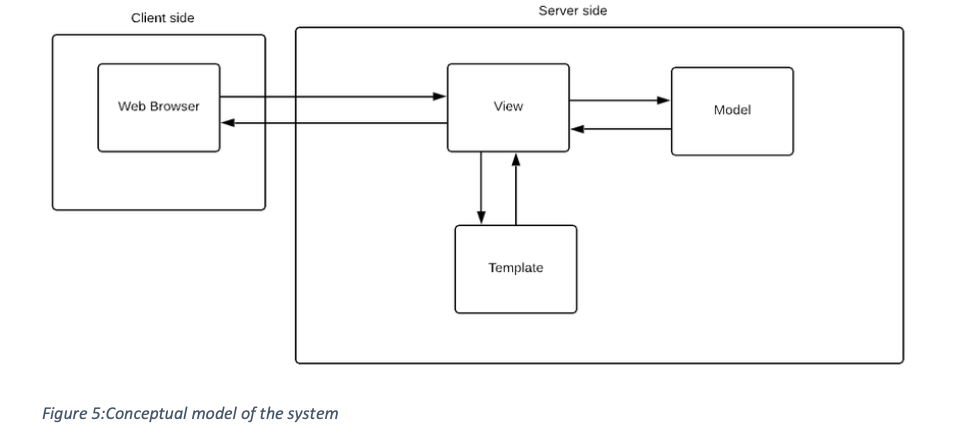 Client side
Server side
Web Browser
View
Model
Template
Figure 5:Conceptual model of the system